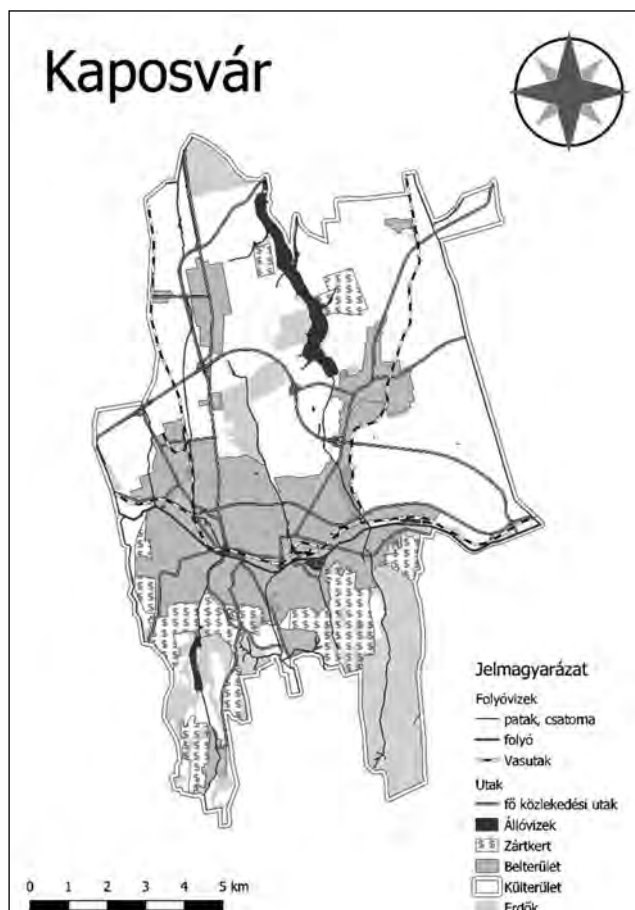 Kaposvár
Jelmagyarázat
Folyóvizek
patak, csatorna
folyó
Vasutak
Utak
fő közlekedési utak
Állóvizek
Zártkert
Belterület
Külterület
Erdők
0 1 2 3 4 5 km